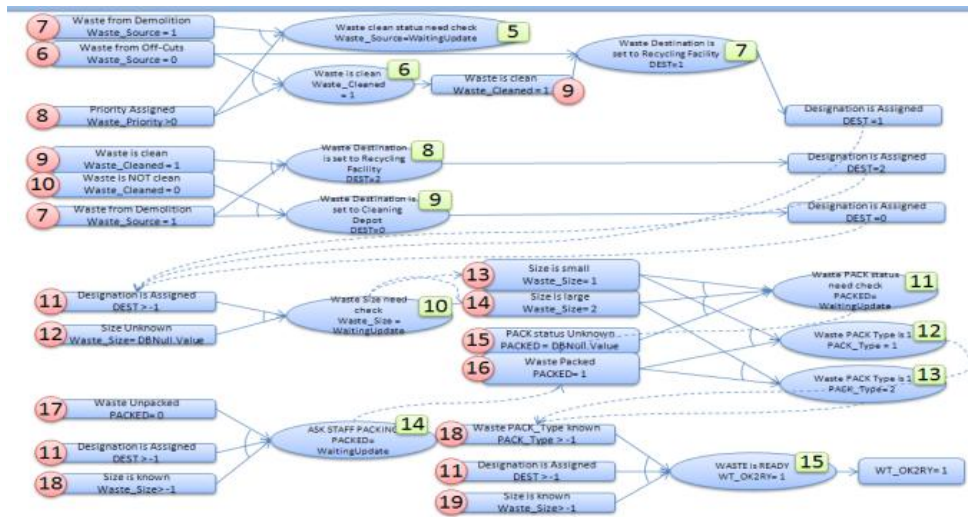 7
Waste from Demolition
Waste_Source = 1
6
Waste from Off-Cuts
Waste_Source = 0
8
Priority Assigned
Waste_Priority >0
Waste clean status need check
Waste_Source=WaitingUpdate
5
Waste is clean
Waste_Cleaned
= 1
6
Waste is clean
Waste_Cleaned = 1
9
Waste Destination is
set to Recycling Facility
DEST=1
7
Designation is Assigned
DEST =1
9
Waste is clean
Waste_Cleaned = 1
10
Waste is NOT clean
Waste_Cleaned = 0
7
Waste from Demolition
Waste_Source = 1
Waste Destination
is set to Recycling
Facility
DEST=2
8
Waste Destination is
set to Cleaning
Depot
DEST=0
9
Designation is Assigned
DEST=2
Designation is Assigned
DEST =0
11
Designation is Assigned
DEST >-1
12
Size Unknown
Waste_Size= DBNull.Value
Waste Size need
check
Waste_Size =
WaitingUpdate
10
13
Size is small
Waste_Size= 1
14
Size is large
Waste_Size= 2
15
PACK status Unknown
PACKED = DBNull.Value
16
Waste Packed
PACKED= 1
Waste PACK status
need check
PACKED=
WaitingUpdate
11
Waste PACK Type is 1
PACK_Type = 1
12
Waste PACK Type is 1
PACK_Type= 2
13
17
Waste Unpacked
PACKED= 0
11
Designation is Assigned
DEST >-1
18
Size is known
Waste_Size> -1
ASK STAFF PACKING
PACKED=
WaitingUpdate
14
18
Waste PACK_Type known
PACK_Type > -1
11
Designation is Assigned
DEST >-1
19
Size is known
Waste_Size> -1
WASTE is READY
WT_OK2RY= 1
15
WT_OK2RY= 1